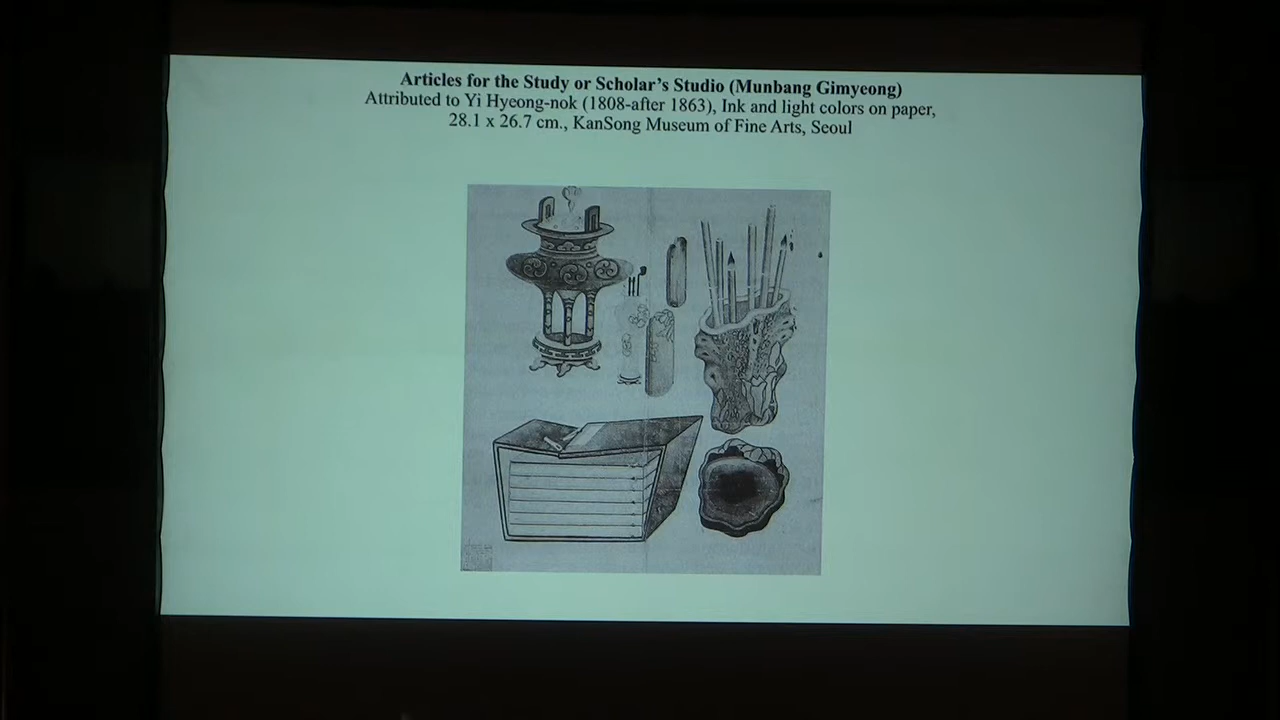 Articles for the Study or Scholar's Studio (Munbang Gimyeong)
Attributed to Yi Hyeong-nok (1808-after 1863), Ink and light colors on paper,
28.1 x 26.7 cm., KanSong Museum of Fine Arts, Seoul